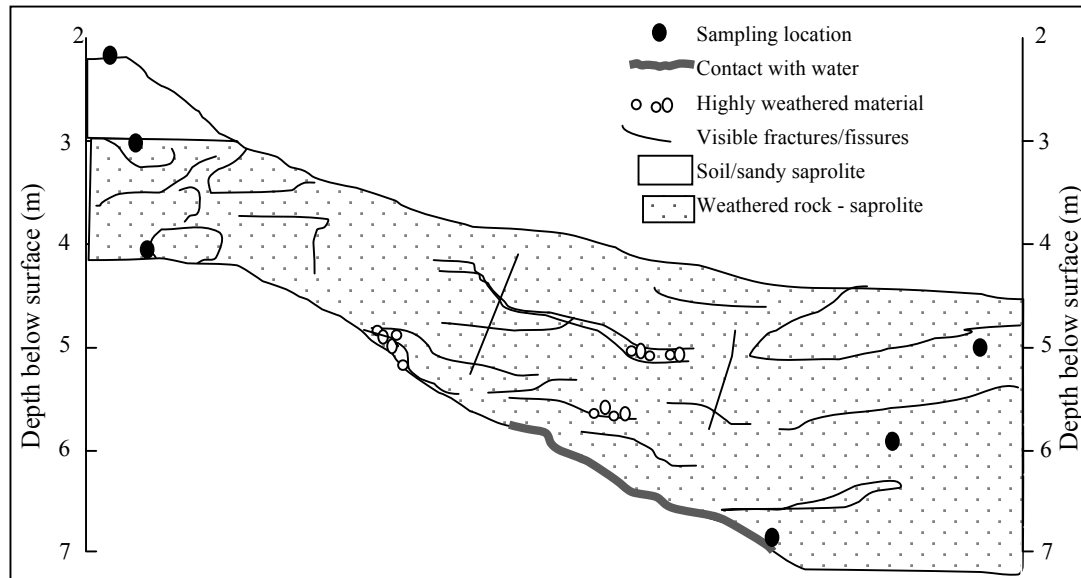 2
3
4
5
6
7
Depth below surface (m)
Sampling location
Contact with water
Highly weathered material
Visible fractures/fissures
Soil/sandy saprolite
Weathered rock - saprolite
2
3
4
5
6
7
Depth below surface (m)